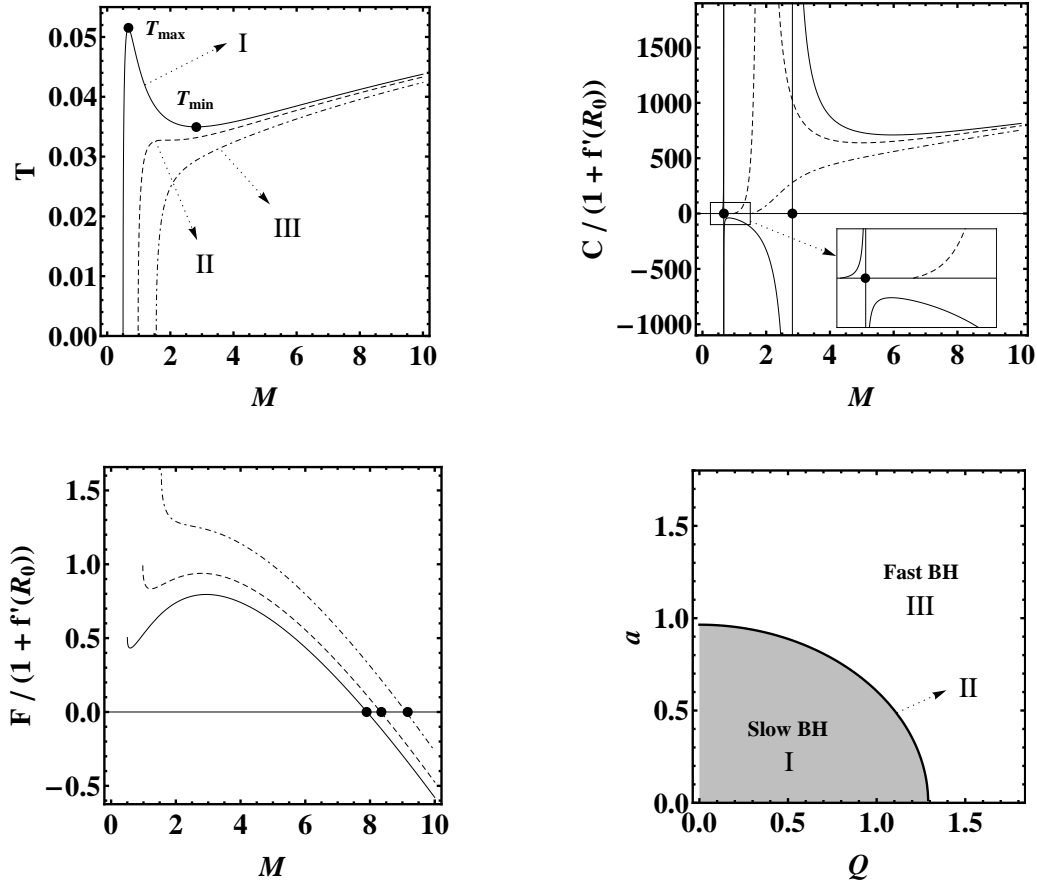 0.05
0.04
0.03
0.02
0.01
0.00
T
T_max
I
T_min
III
II
0 2 4 6 8 10
M
1500
1000
500
0
−500
−1000
C / (1 + f'(R_0))
0 2 4 6 8 10
M
1.5
1.0
0.5
0.0
−0.5
F / (1 + f'(R_0))
0 2 4 6 8 10
M
1.5
1.0
0.5
0.0
a
Fast BH
III
II
Slow BH
I
0.0 0.5 1.0 1.5
Q